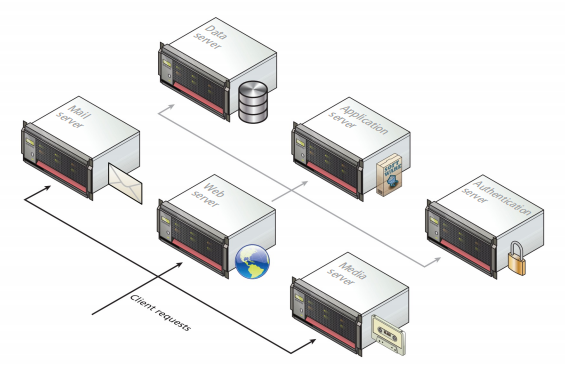 Data
server
Mail
server
Application
server
Web
server
Authentication
server
Media
server
Client requests